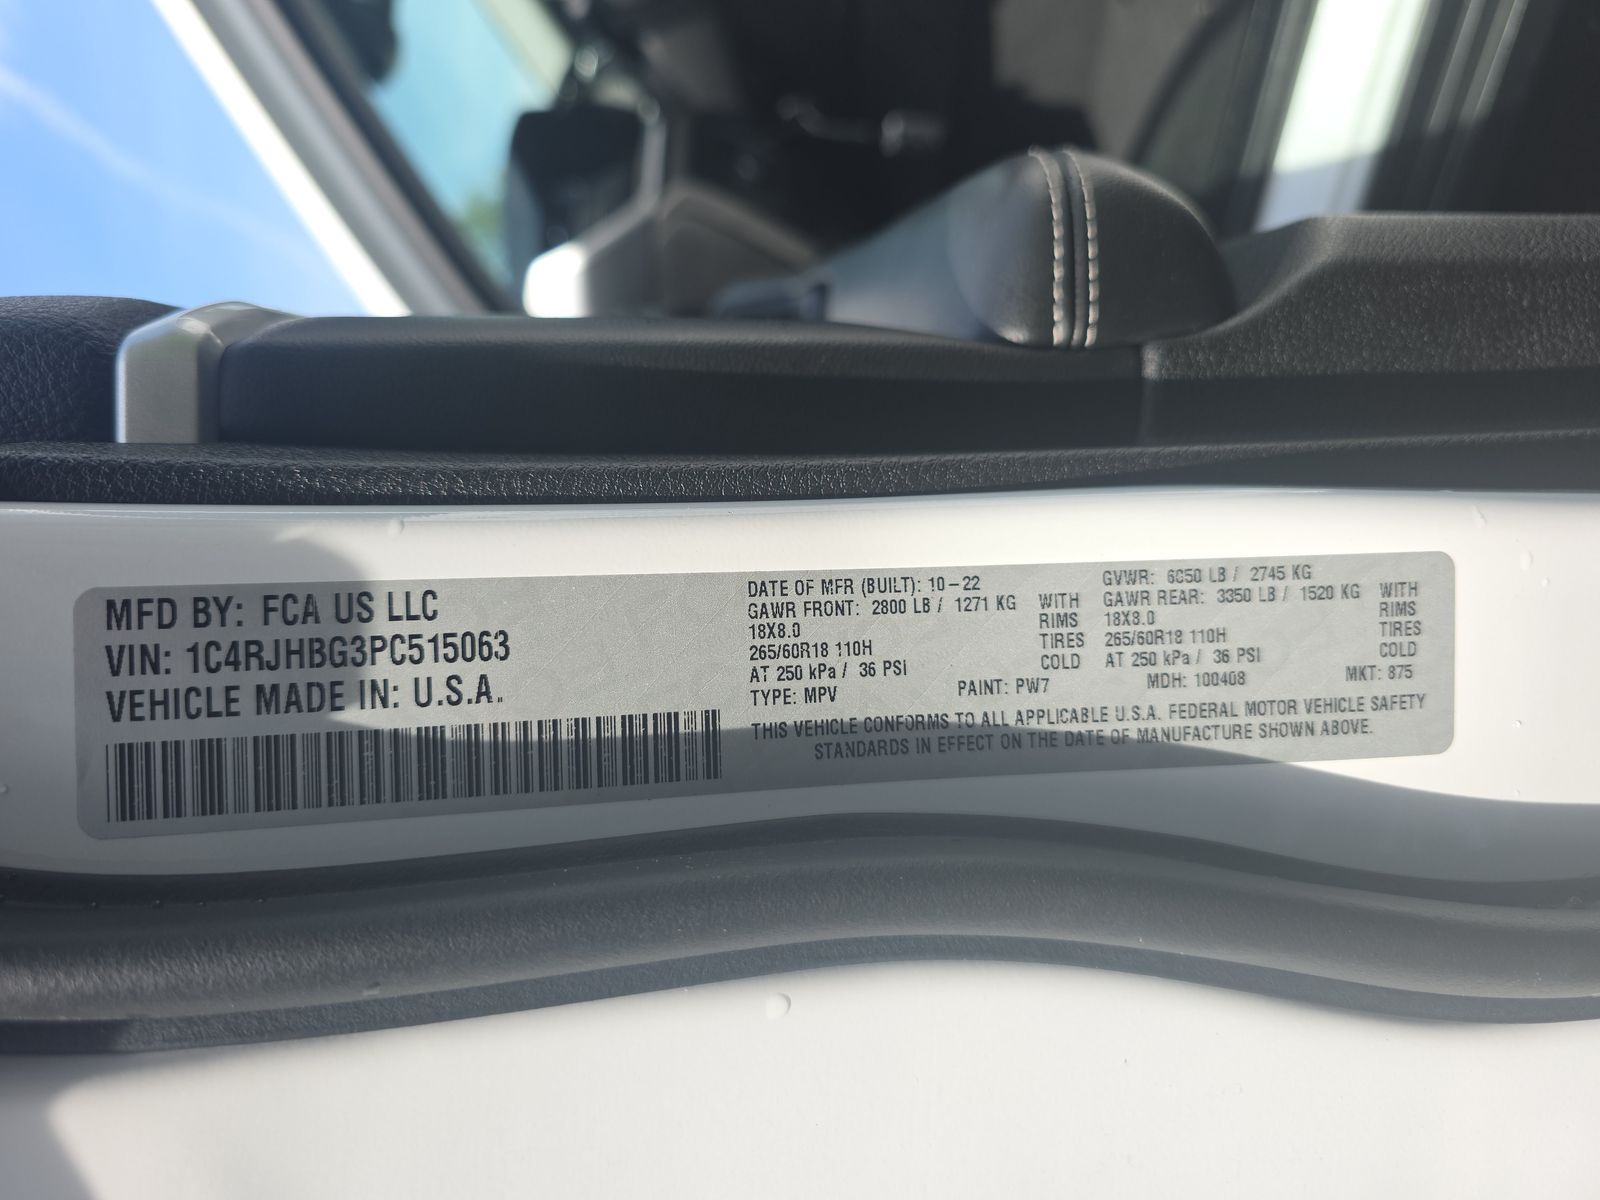 MFD BY: FCA US LLC
VIN: 1C4RJHBG3PC515063
VEHICLE MADE IN: U.S.A.
DATE OF MFR (BUILT): 10-22
GAWR FRONT: 2800 LB / 1271 KG WITH
18X8.0 RIMS
265/60R18 110H TIRES
AT 250 kPa / 36 PSI COLD
TYPE: MPV
GVWR: 6050 LB / 2745 KG
GAWR REAR: 3350 LB / 1520 KG WITH
18X8.0 RIMS
265/60R18 110H TIRES
AT 250 kPa / 36 PSI COLD
PAINT: PW7 MDH: 100408 MKT: 875
THIS VEHICLE CONFORMS TO ALL APPLICABLE U.S.A. FEDERAL MOTOR VEHICLE SAFETY
STANDARDS IN EFFECT ON THE DATE OF MANUFACTURE SHOWN ABOVE.